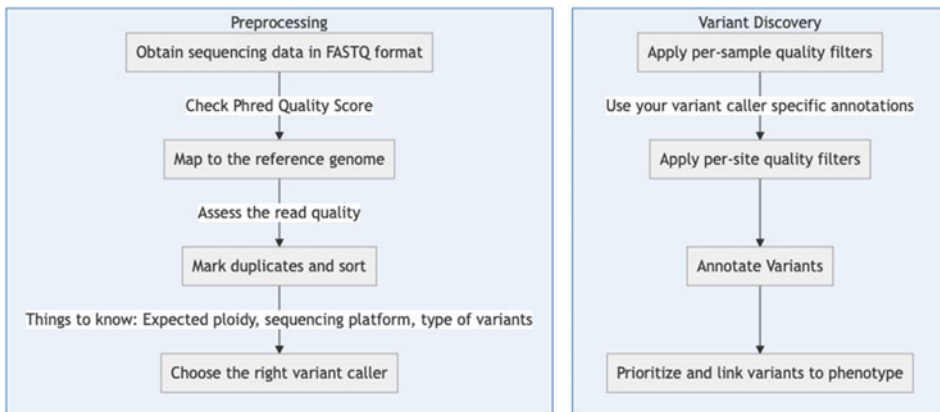 Preprocessing
Obtain sequencing data in FASTQ format
Check Phred Quality Score
Map to the reference genome
Assess the read quality
Mark duplicates and sort
Things to know: Expected ploidy, sequencing platform, type of variants
Choose the right variant caller
Variant Discovery
Apply per-sample quality filters
Use your variant caller specific annotations
Apply per-site quality filters
Annotate Variants
Prioritize and link variants to phenotype